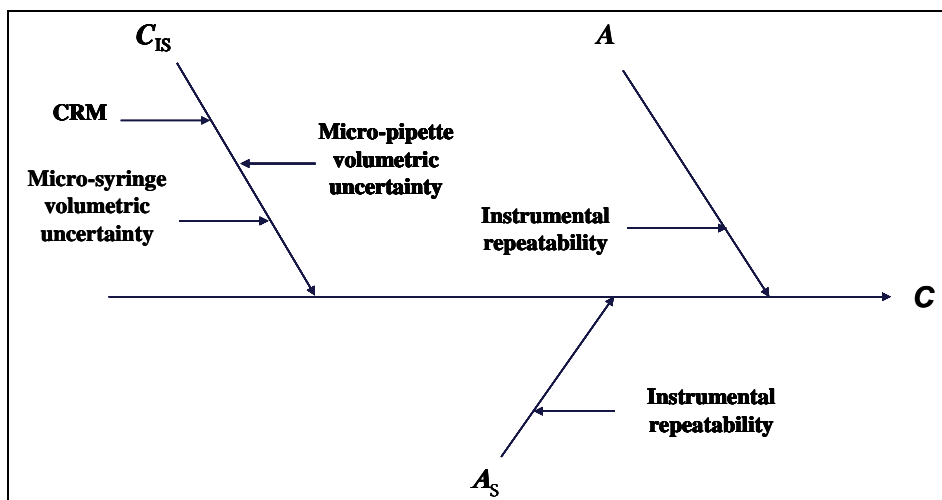 C_IS
A
CRM
Micro-pipette
volumetric
uncertainty
Micro-syringe
volumetric
uncertainty
Instrumental
repeatability
C
Instrumental
repeatability
A_S